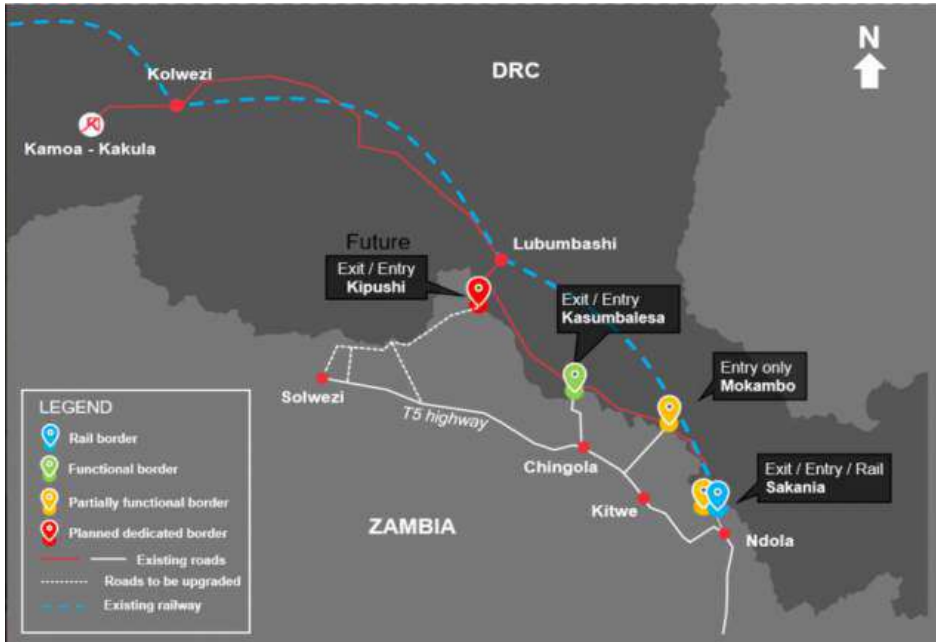 N
DRC
Kolwezi
Kamoa - Kakula
Lubumbashi
Future
Exit / Entry
Kipushi
Exit / Entry
Kasumbalesa
Entry only
Mokambo
Solwezi
T5 highway
Chingola
Exit / Entry / Rail
Sakania
Kitwe
Ndola
ZAMBIA
LEGEND
Rail border
Functional border
Partially functional border
Planned dedicated border
Existing roads
Roads to be upgraded
Existing railway